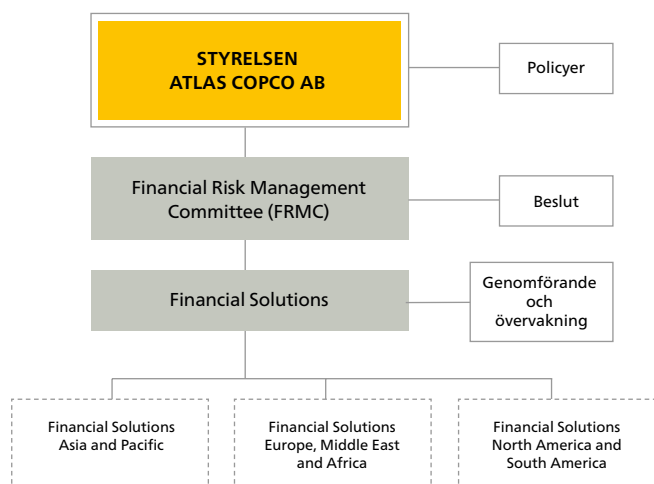 STYRELSEN
ATLAS COPCO AB
Policyer
Financial Risk Management
Committee (FRMC)
Beslut
Financial Solutions
Genomförande
och
övervakning
Financial Solutions
Asia and Pacific
Financial Solutions
Europe, Middle East
and Africa
Financial Solutions
North America and
South America